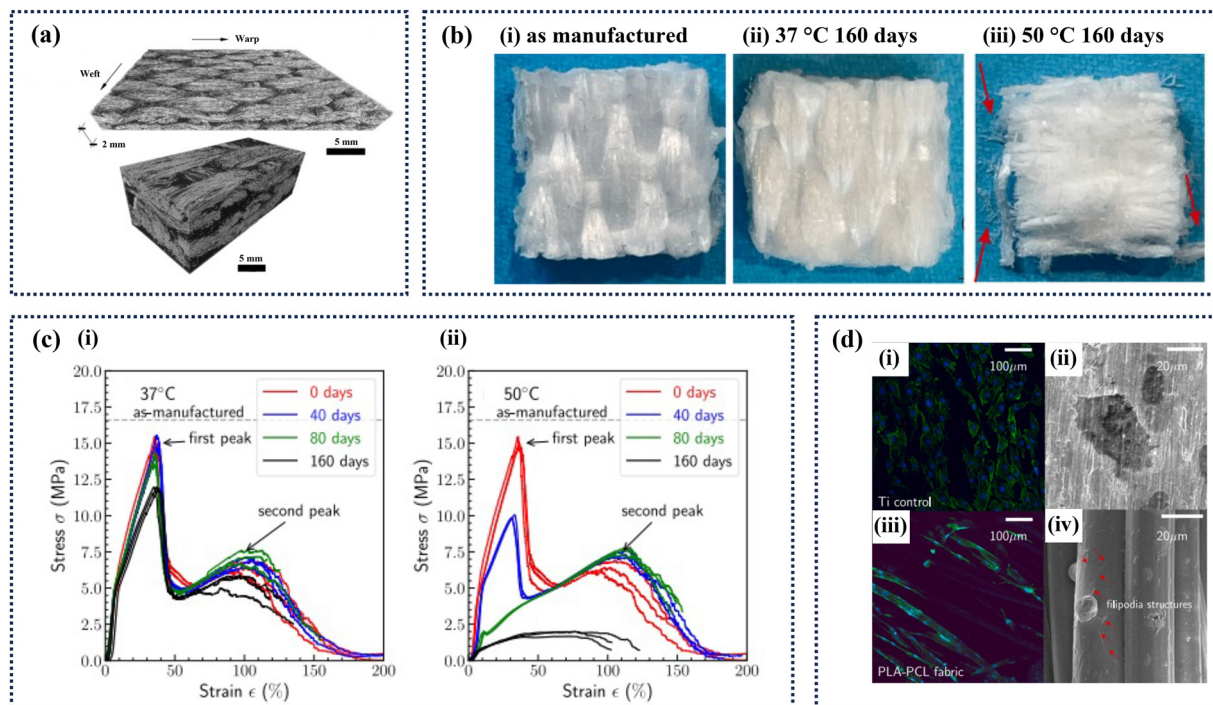 (a)
Warp
Weft
2 mm
5 mm
5 mm
(b)
(i) as manufactured
(ii) 37 °C 160 days
(iii) 50 °C 160 days
(c)
(i)
20.0
17.5
15.0
12.5
10.0
7.5
5.0
2.5
0.0
Stress σ (MPa)
37°C
as-manufactured
0 days
40 days
80 days
160 days
first peak
second peak
0
50
100
150
200
Strain ϵ (%)
(ii)
20.0
17.5
15.0
12.5
10.0
7.5
5.0
2.5
0.0
Stress σ (MPa)
50°C
as-manufactured
0 days
40 days
80 days
160 days
first peak
second peak
0
50
100
150
200
Strain ϵ (%)
(d)
(i)
100μm
Ti control
(ii)
20μm
(iii)
100μm
PLA-PCL fabric
(iv)
20μm
filipodia structures